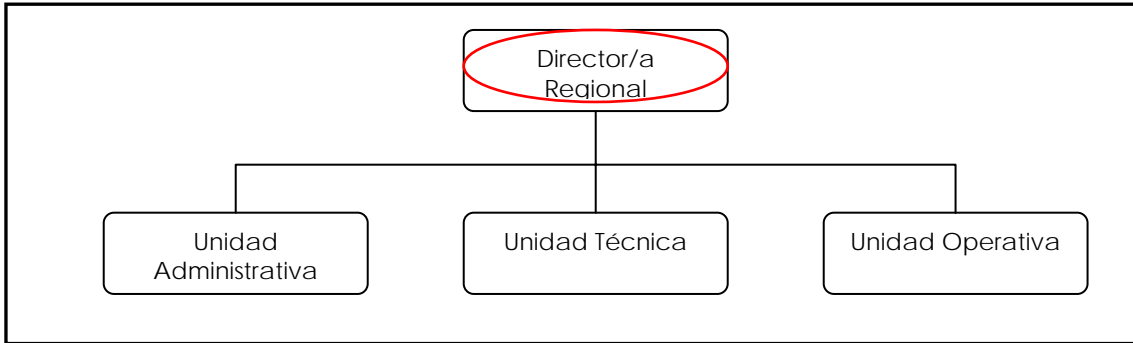 Director/a
Regional
Unidad
Administrativa
Unidad Técnica
Unidad Operativa